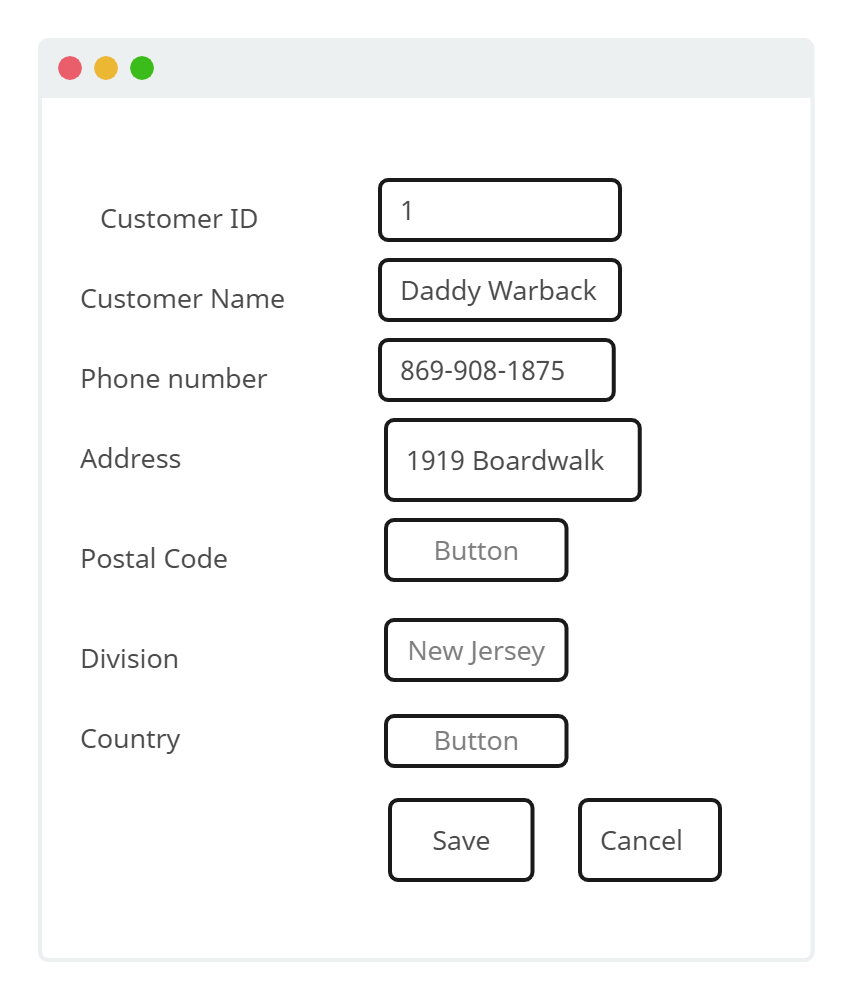 Customer ID 1
Customer Name Daddy Warback
Phone number 869-908-1875
Address 1919 Boardwalk
Postal Code Button
Division New Jersey
Country Button
Save Cancel